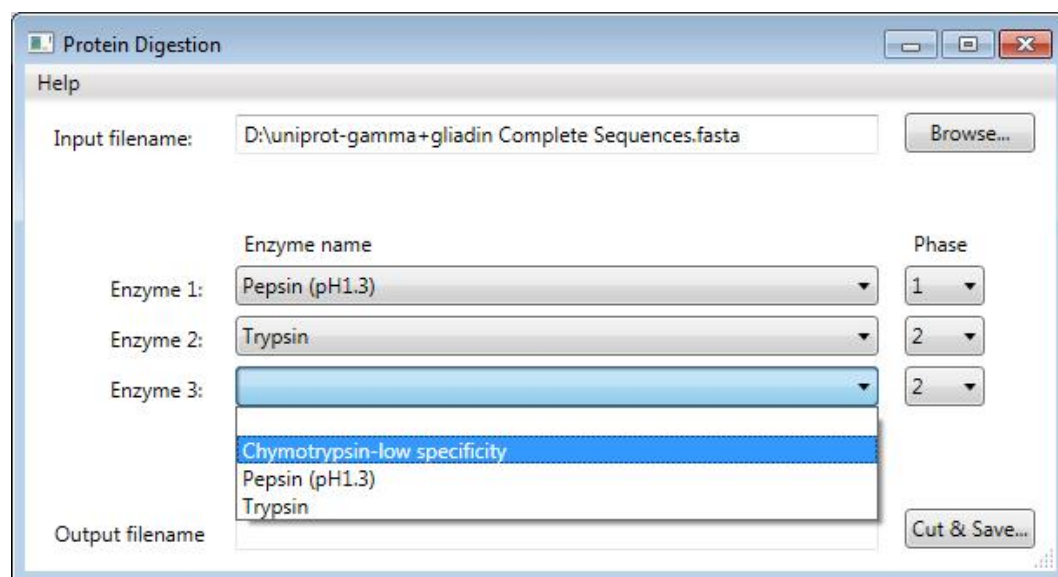 Protein Digestion
Help
Input filename: D:\uniprot-gamma+gliadin Complete Sequences.fasta Browse...
Enzyme name Phase
Enzyme 1: Pepsin (pH1.3) 1
Enzyme 2: Trypsin 2
Enzyme 3: 2
Chymotrypsin-low specificity
Pepsin (pH1.3)
Trypsin
Output filename Cut & Save...